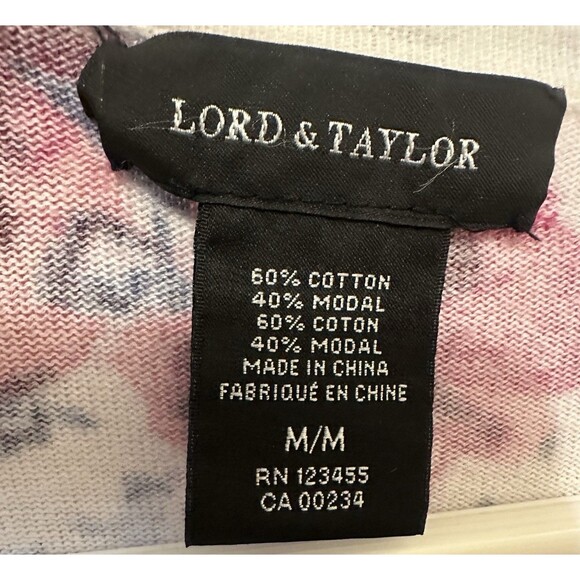 LORD & TAYLOR
60% COTTON
40% MODAL
60% COTON
40% MODAL
MADE IN CHINA
FABRIQUÉ EN CHINE
M/M
RN 123455
CA 00234